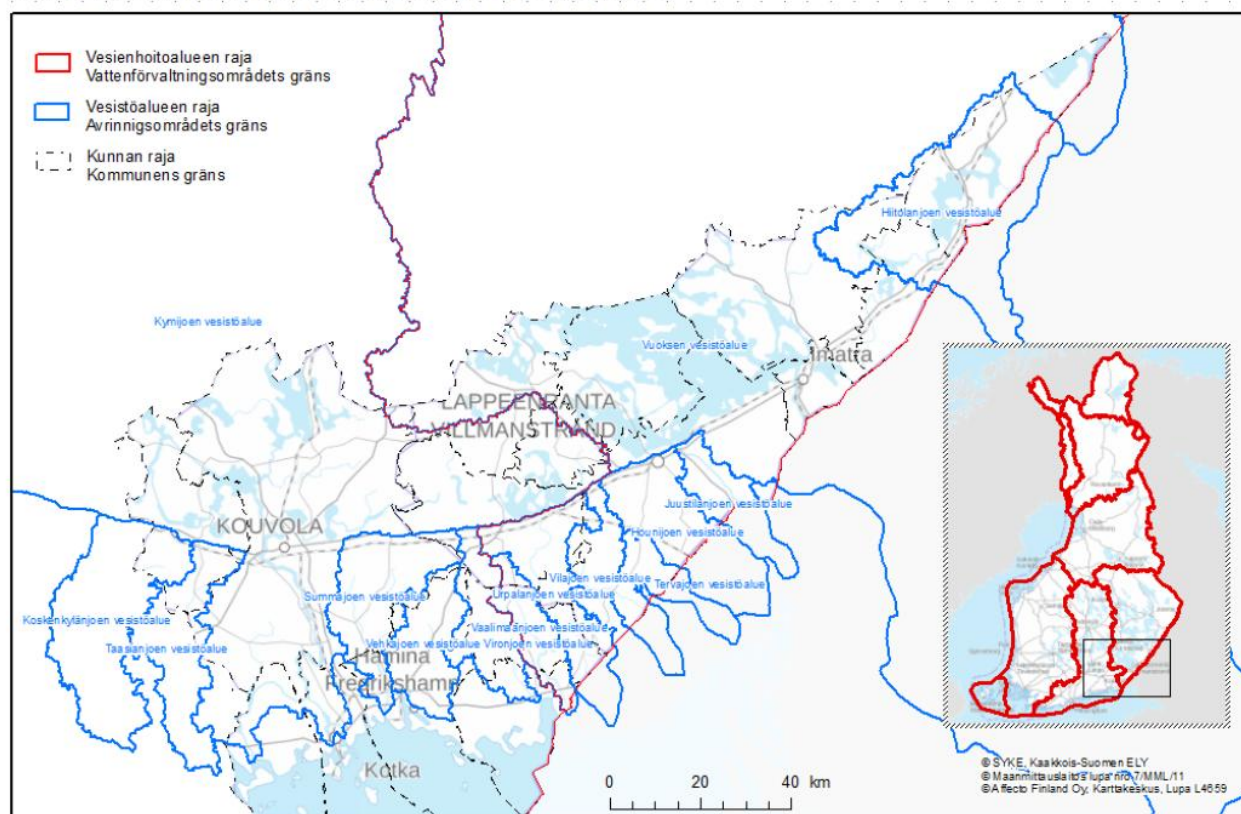 Vesienhoitoalueen raja
Vattenförvaltningsområdets gräns
Vesistöalueen raja
Avrinnigsområdets gräns
Kunnan raja
Kommunens gräns
Hiitolanjoen vesistöalue
Kymijoen vesistöalue
Vuoksen vesistöalue
Imatra
LAPPEENRANTA
VILLMANSTRAND
KOUVOLA
Juustilanjoen vesistöalue
Hounijoen vesistöalue
Vilajoen vesistöalue
Tervajoen vesistöalue
Urpalanjoen vesistöalue
Summajoen vesistöalue
Koskenkylänjoen vesistöalue
Vaalimaanjoen vesistöalue
Taasianjoen vesistöalue
Vehkajoen vesistöalue
Vironjoen vesistöalue
Hamina
Fredrikshamn
Kotka
0 20 40 km
© SYKE, Kaakkois-Suomen ELY
© Maanmittauslaitos lupa nro 7/MML/11
© Affecto Finland Oy, Karttakeskus, Lupa L4659